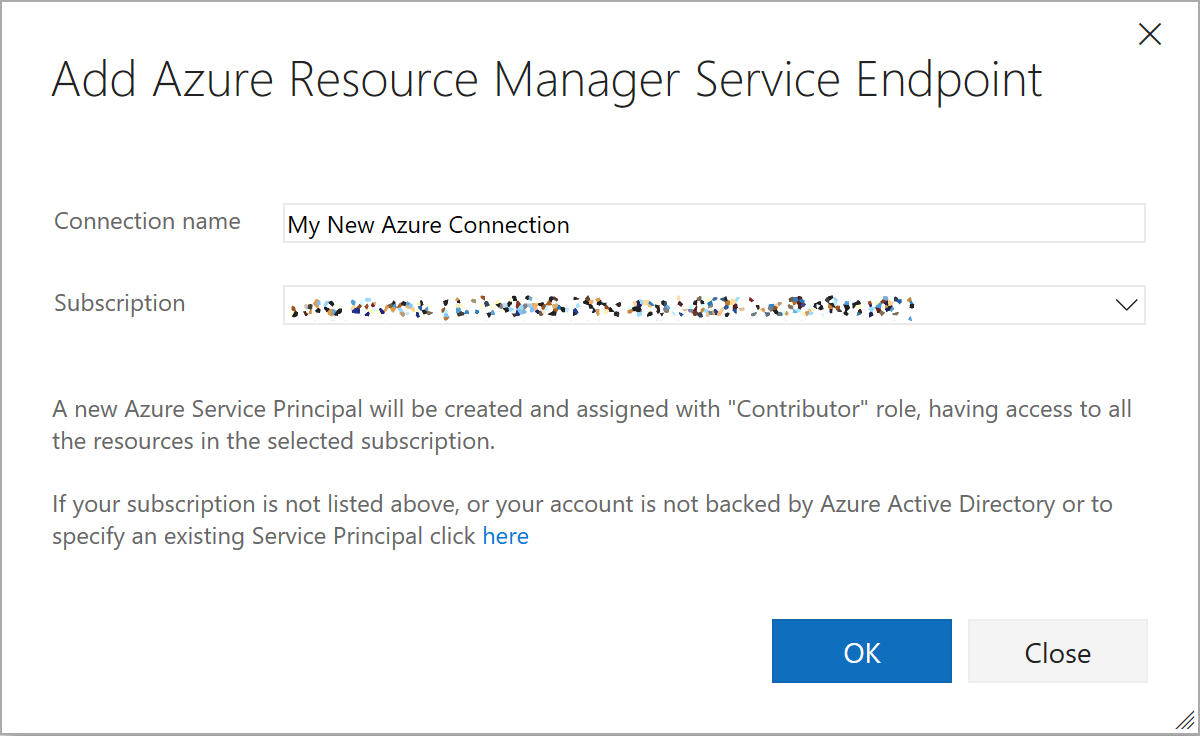 Add Azure Resource Manager Service Endpoint
Connection name
My New Azure Connection
Subscription
A new Azure Service Principal will be created and assigned with "Contributor" role, having access to all
the resources in the selected subscription.
If your subscription is not listed above, or your account is not backed by Azure Active Directory or to
specify an existing Service Principal click here
OK
Close